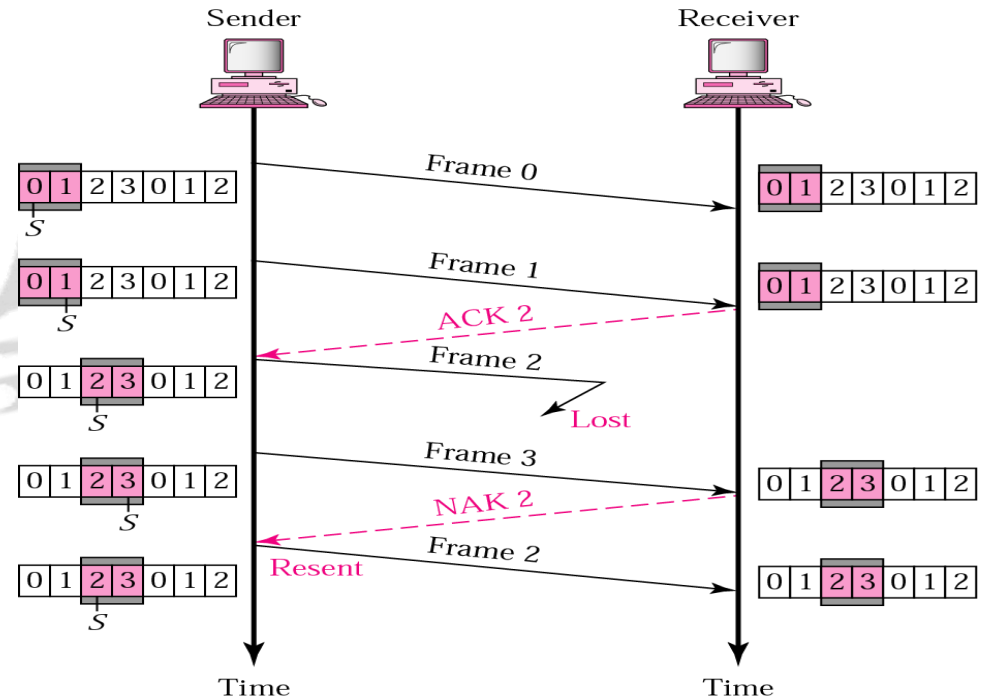 Sender
Receiver
Frame 0
0 1 2 3 0 1 2
0 1 2 3 0 1 2
S
Frame 1
0 1 2 3 0 1 2
0 1 2 3 0 1 2
S
ACK 2
Frame 2
0 1 2 3 0 1 2
S
Lost
Frame 3
0 1 2 3 0 1 2
0 1 2 3 0 1 2
S
NAK 2
Frame 2
Resent
0 1 2 3 0 1 2
0 1 2 3 0 1 2
S
Time
Time